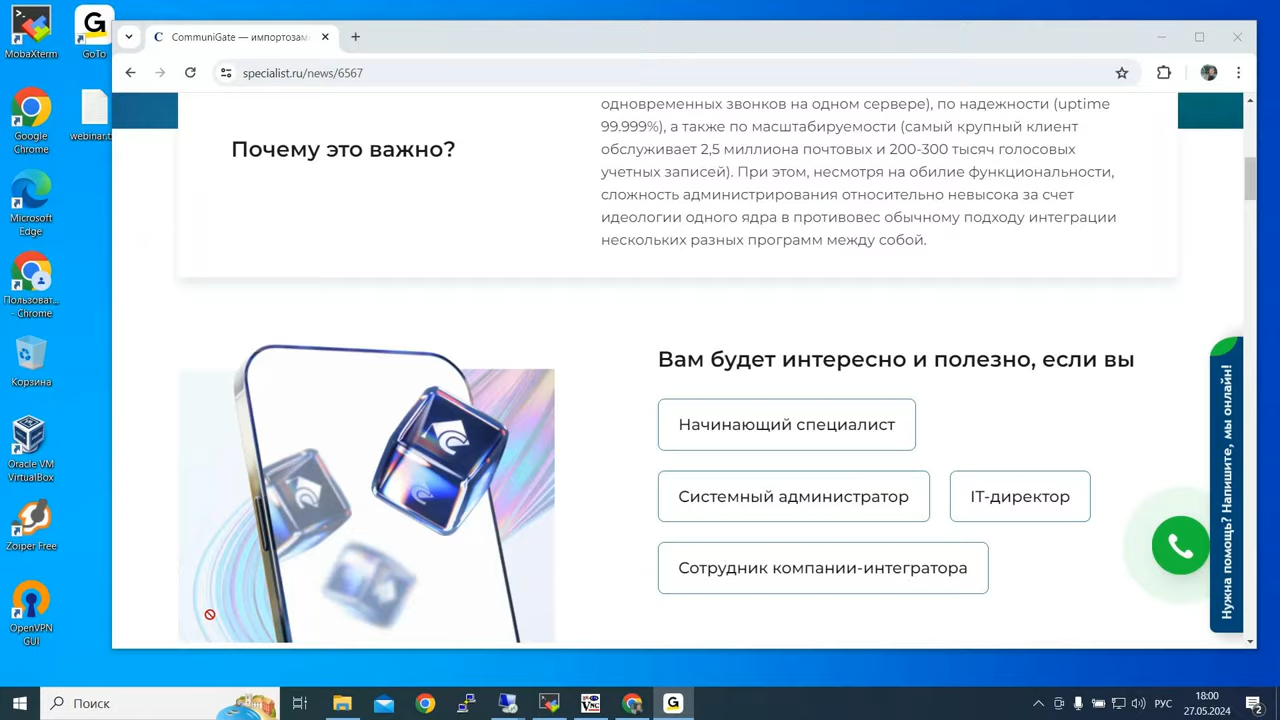 MobaXterm
GoTo
Google Chrome
webinar.t
Microsoft Edge
Пользоват... - Chrome
Корзина
Oracle VM VirtualBox
Zoiper Free
OpenVPN GUI
C CommuniGate — импортозам
specialist.ru/news/6567
одновременных звонков на одном сервере), по надежности (uptime
99.999%), а также по масштабируемости (самый крупный клиент
Почему это важно?
обслуживает 2,5 миллиона почтовых и 200-300 тысяч голосовых
учетных записей). При этом, несмотря на обилие функциональности,
сложность администрирования относительно невысока за счет
идеологии одного ядра в противовес обычному подходу интеграции
нескольких разных программ между собой.
Вам будет интересно и полезно, если вы
Начинающий специалист
Системный администратор
IT-директор
Сотрудник компании-интегратора
Нужна помощь? Напишите, мы онлайн!
Поиск
РУС
18:00
27.05.2024
2